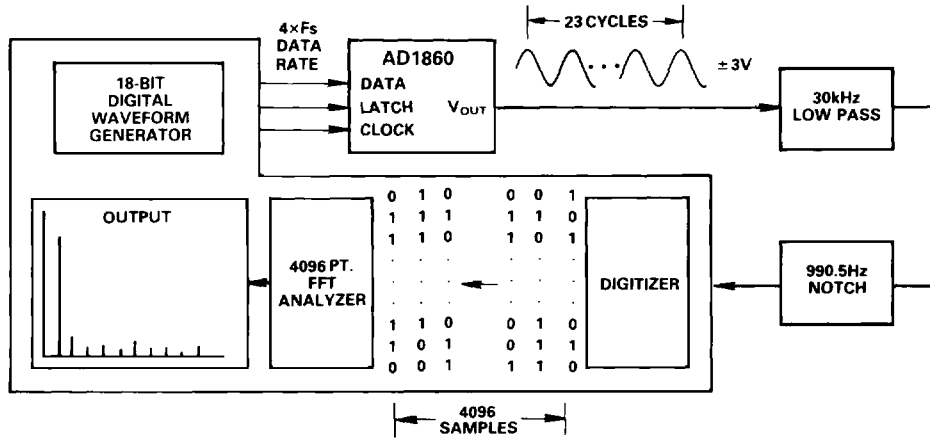 4×Fs
DATA
RATE
23 CYCLES
18-BIT
DIGITAL
WAVEFORM
GENERATOR
AD1860
DATA
LATCH
CLOCK
VOUT
±3V
30kHz
LOW PASS
OUTPUT
4096 PT.
FFT
ANALYZER
0 1 0 0 0 1
1 1 1 1 1 0
1 1 0 1 0 1
. . . . . .
. . . . . .
. . . . . .
1 1 0 0 1 0
1 0 1 0 1 1
0 0 1 1 1 0
DIGITIZER
990.5Hz
NOTCH
4096
SAMPLES